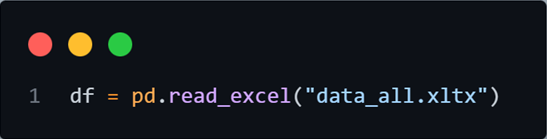 1 df = pd.read_excel("data_all.xltx")